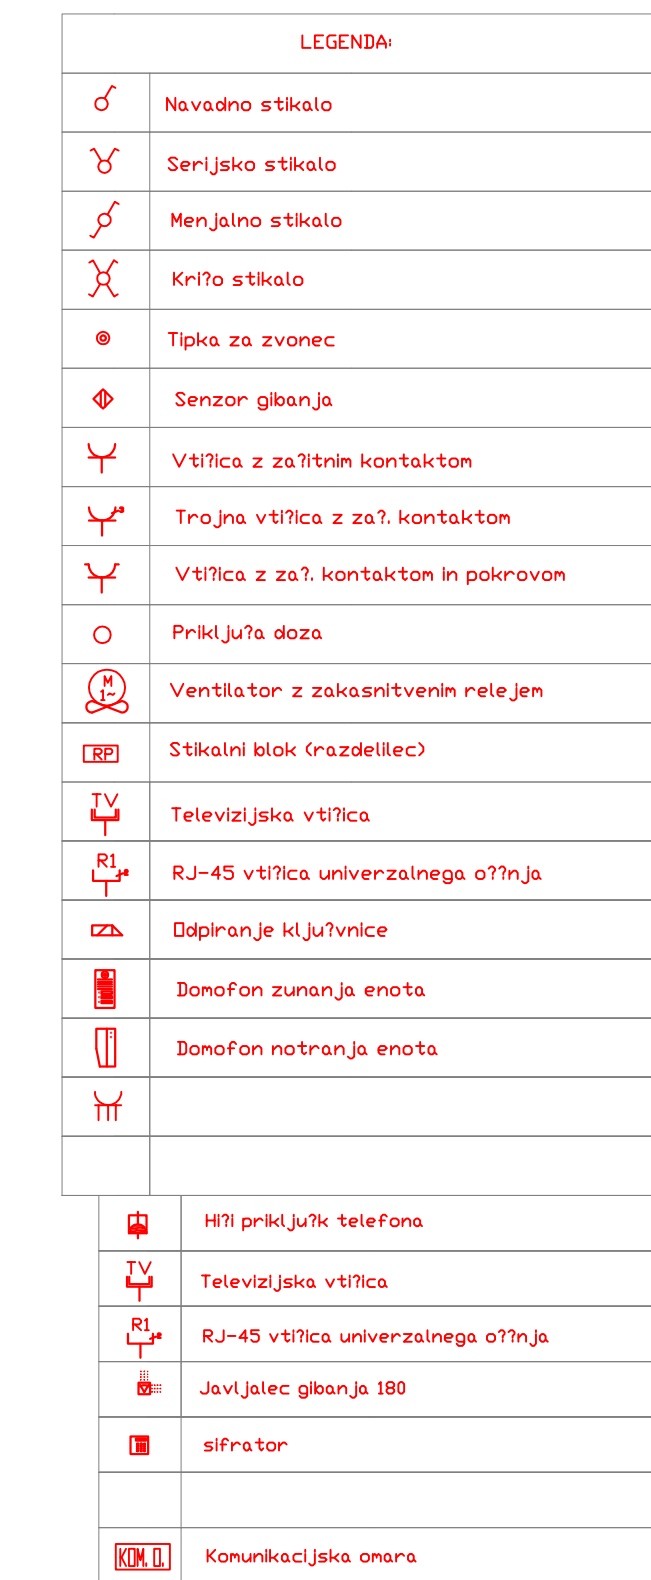 LEGENDA:
Navadno stikalo
Serijsko stikalo
Menjalno stikalo
Kri?o stikalo
Tipka za zvonec
Senzor gibanja
Vti?ica z za?itnim kontaktom
3 Trojna vti?ica z za?. kontaktom
Vti?ica z za?. kontaktom in pokrovom
Priklju?a doza
M
1~ Ventilator z zakasnitvenim relejem
RP Stikalni blok (razdelilec)
TV
Televizijska vti?ica
R1
2 RJ-45 vti?ica univerzalnega o??nja
Odpiranje klju?vnice
Domofon zunanja enota
Domofon notranja enota
Hi?i priklju?k telefona
TV
Televizijska vti?ica
R1
2 RJ-45 vti?ica univerzalnega o??nja
Javljalec gibanja 180
sifrator
KOM. O. Komunikacijska omara